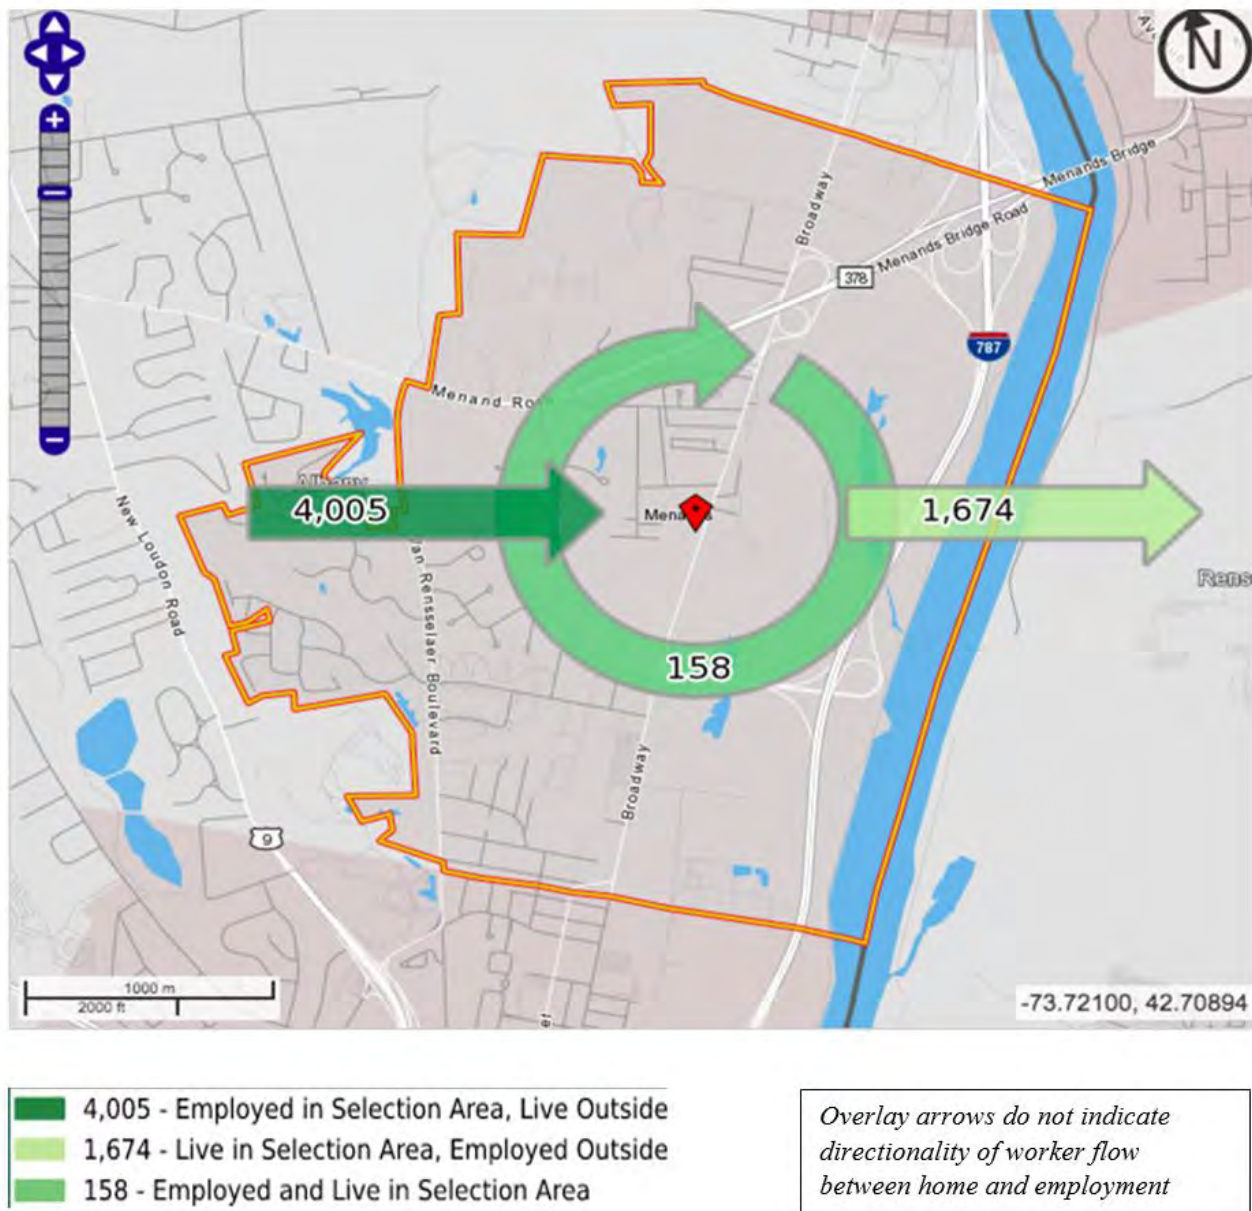 N
+
−
Menands Bridge
Broadway
Menands Bridge Road
378
787
Menand Road
Albany
4,005
1,674
Menands
New Loudon Road
Van Rensselaer Boulevard
Rens
158
Broadway
9
1000 m
2000 ft
-73.72100, 42.70894
4,005 - Employed in Selection Area, Live Outside
1,674 - Live in Selection Area, Employed Outside
158 - Employed and Live in Selection Area
Overlay arrows do not indicate
directionality of worker flow
between home and employment